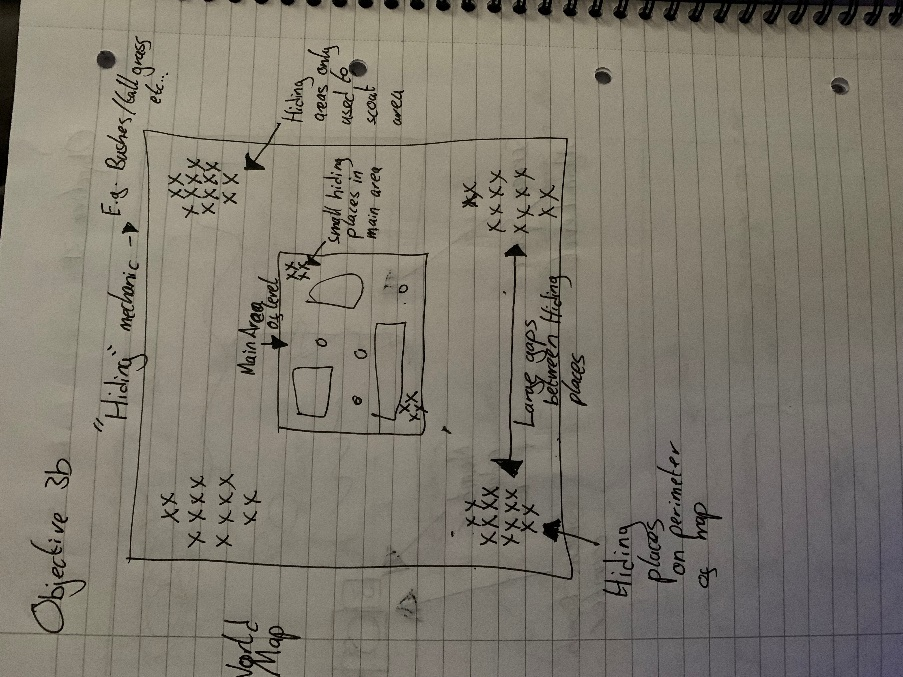 Objective 3b
"Hiding" mechanic → E.g. Bushes/tall grass
etc...
World
Map
Hiding
areas only
used to
scout
area
Main Area
of level
small hiding
places in
main area
Large gaps
between Hiding
places
Hiding
places
on perimeter
of map